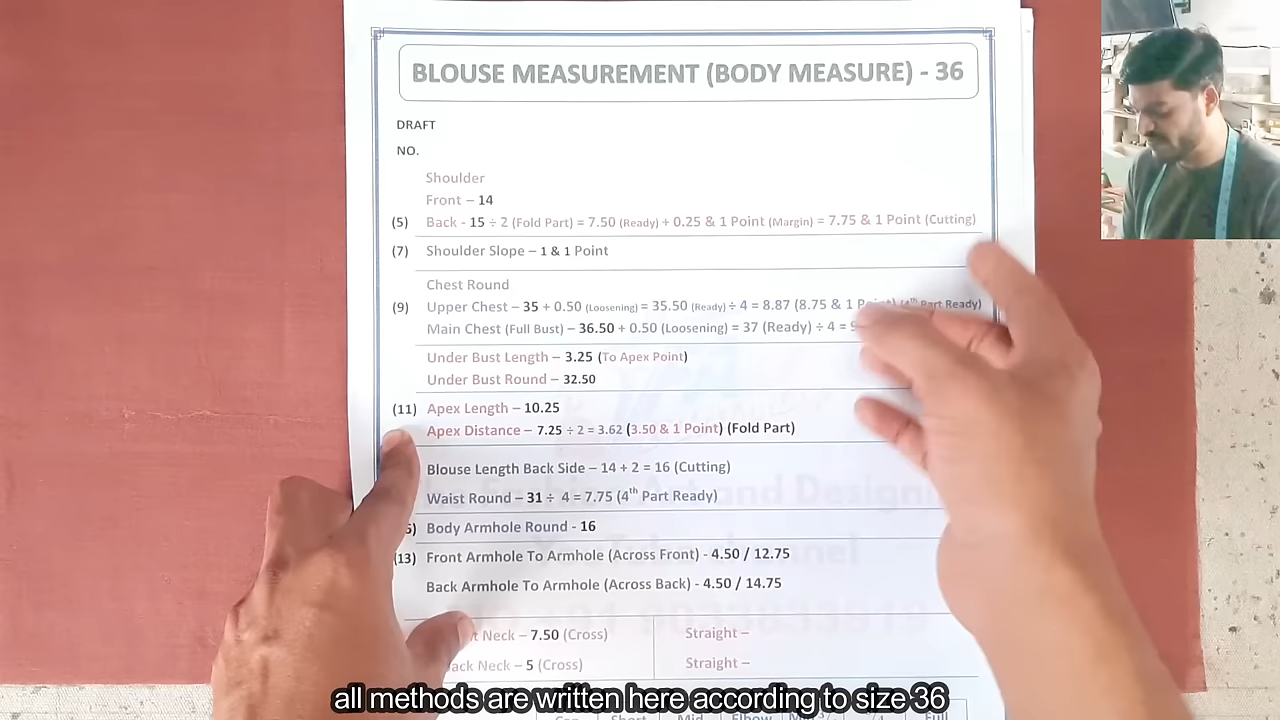 BLOUSE MEASUREMENT (BODY MEASURE) - 36
DRAFT
NO.
Shoulder
Front – 14
(5) Back - 15 ÷ 2 (Fold Part) = 7.50 (Ready) + 0.25 & 1 Point (Margin) = 7.75 & 1 Point (Cutting)
(7) Shoulder Slope – 1 & 1 Point
Chest Round
(9) Upper Chest – 35 + 0.50 (Loosening) = 35.50 (Ready) ÷ 4 = 8.87 (8.75 & 1 Point) (4th Part Ready)
Main Chest (Full Bust) – 36.50 + 0.50 (Loosening) = 37 (Ready) ÷ 4 =
Under Bust Length – 3.25 (To Apex Point)
Under Bust Round – 32.50
(11) Apex Length – 10.25
Apex Distance – 7.25 ÷ 2 = 3.62 (3.50 & 1 Point) (Fold Part)
Blouse Length Back Side – 14 + 2 = 16 (Cutting)
Waist Round – 31 ÷ 4 = 7.75 (4th Part Ready)
Body Armhole Round - 16
(13) Front Armhole To Armhole (Across Front) - 4.50 / 12.75
Back Armhole To Armhole (Across Back) - 4.50 / 14.75
Neck – 7.50 (Cross) Straight –
Neck – 5 (Cross) Straight –
all methods are written here according to size 36